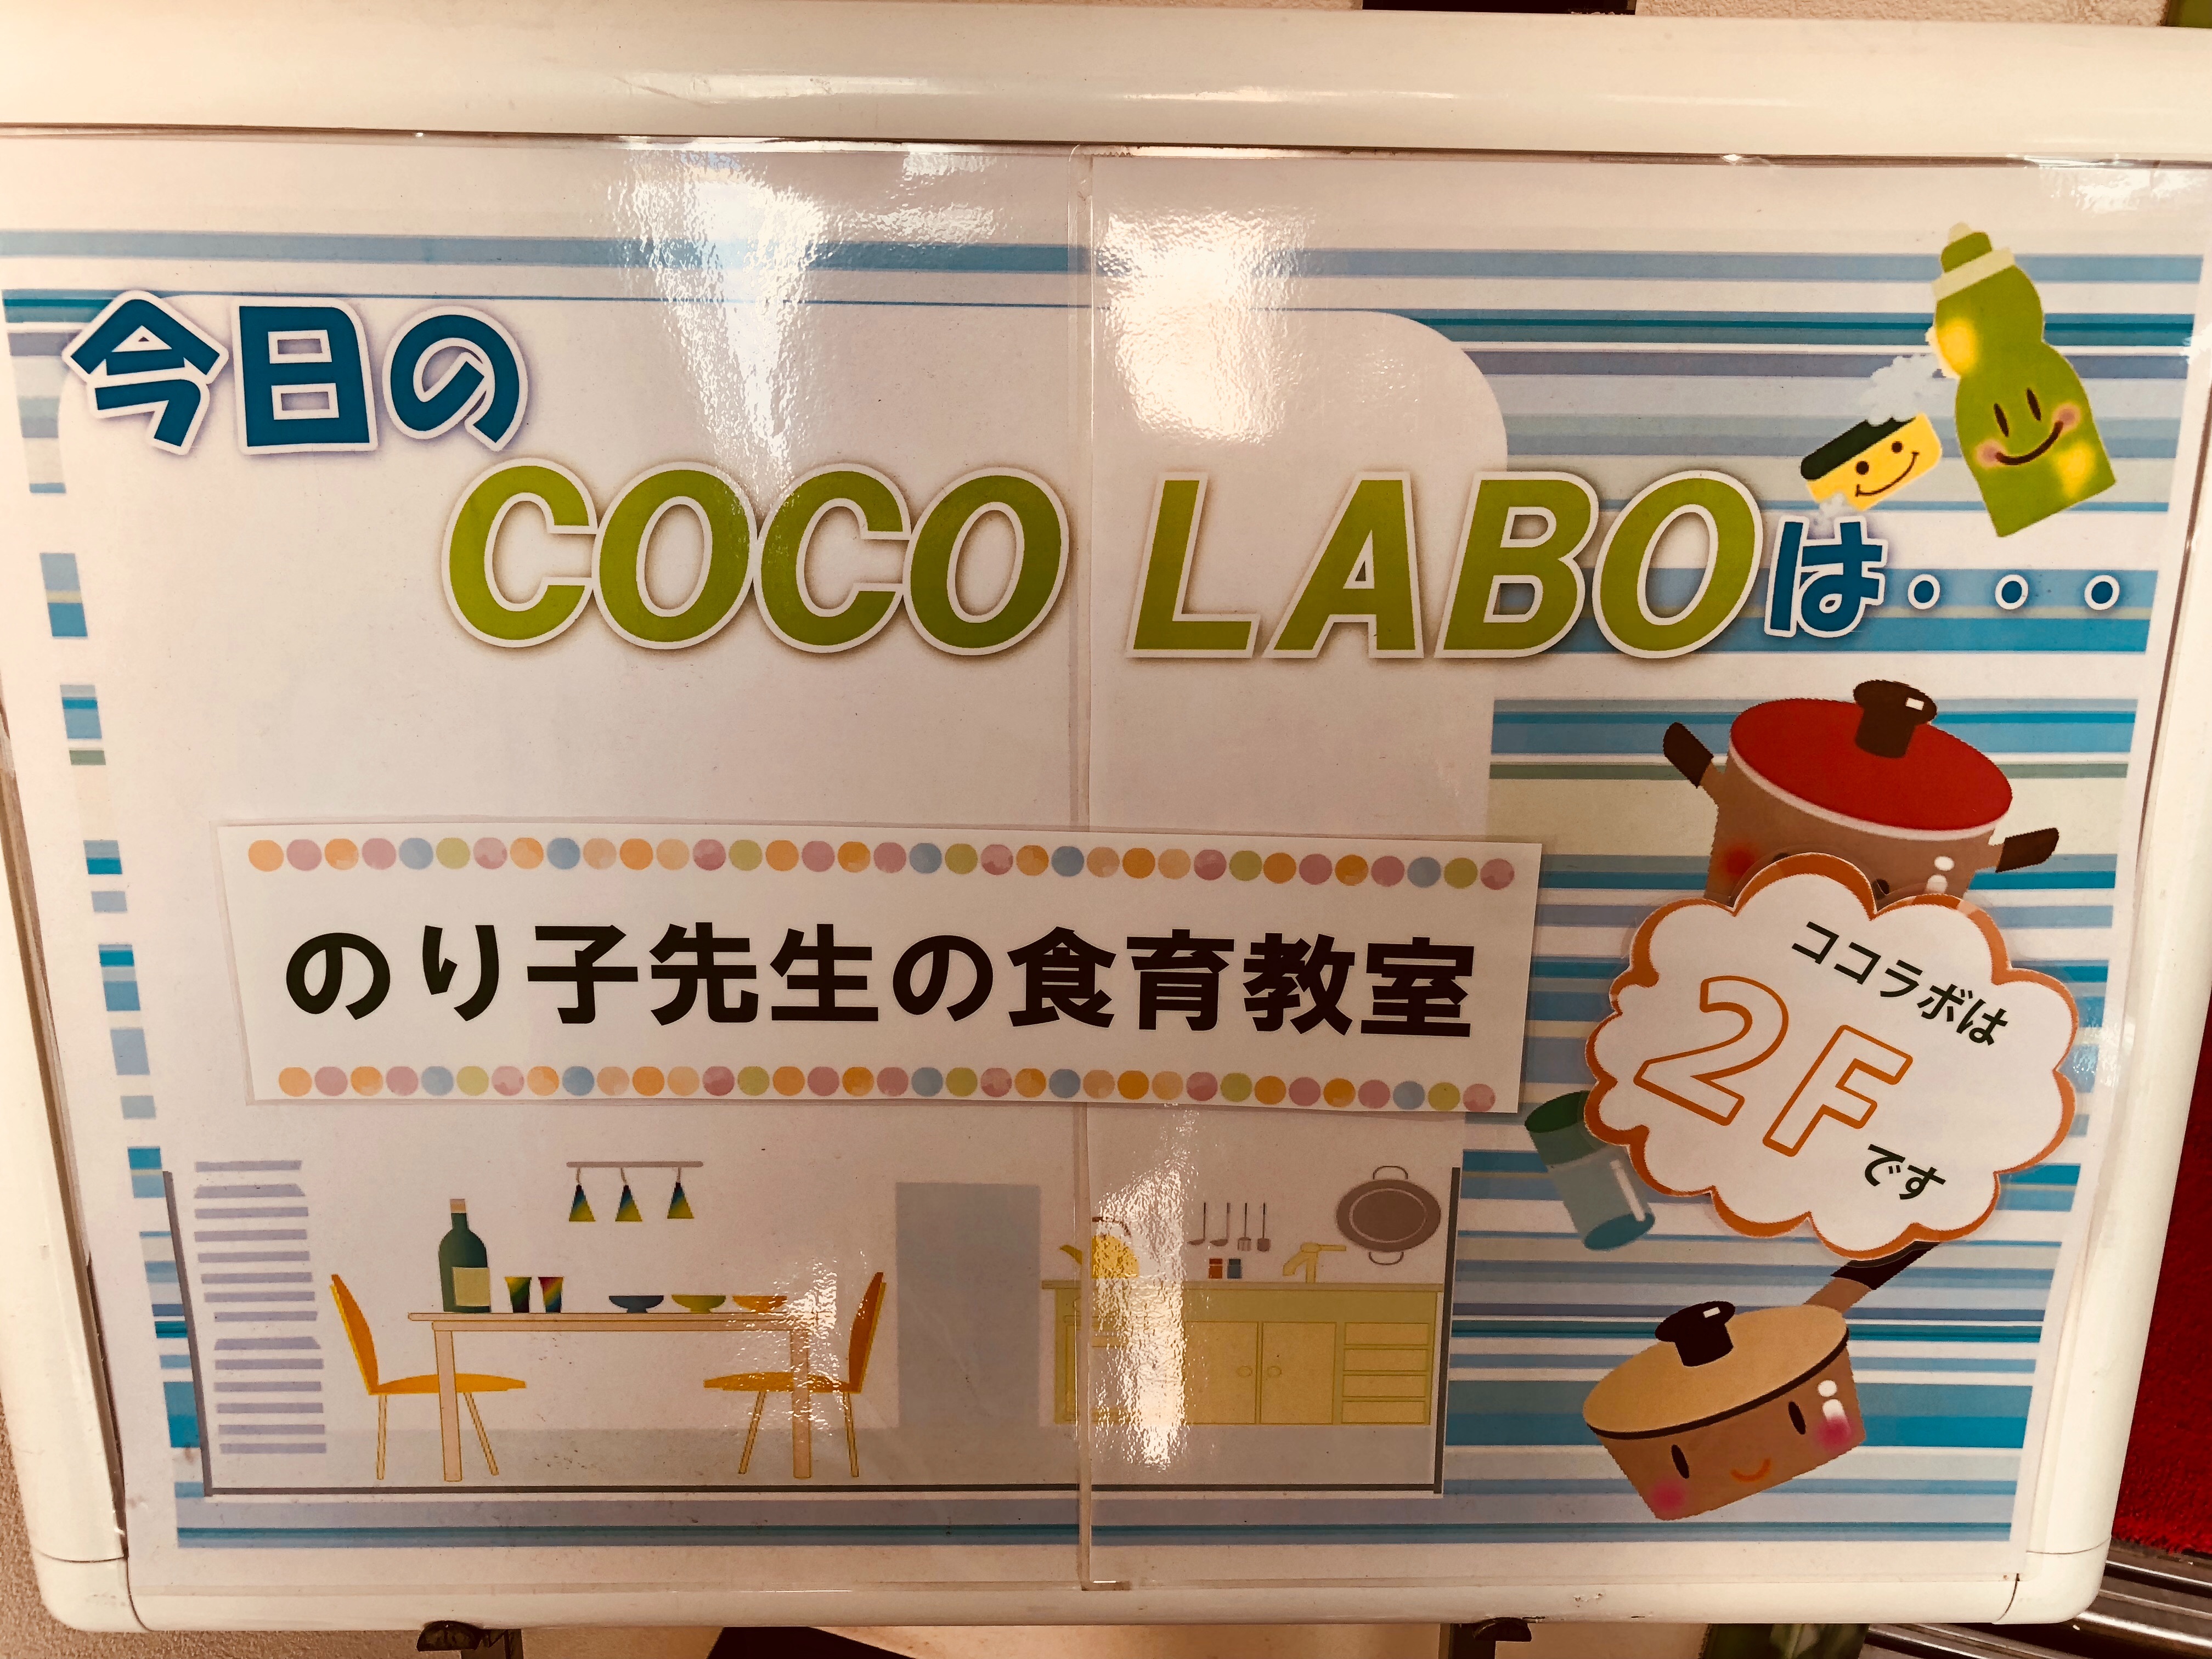 今日の
COCO LABOは・・・
のり子先生の食育教室
ココラボは
2F
です